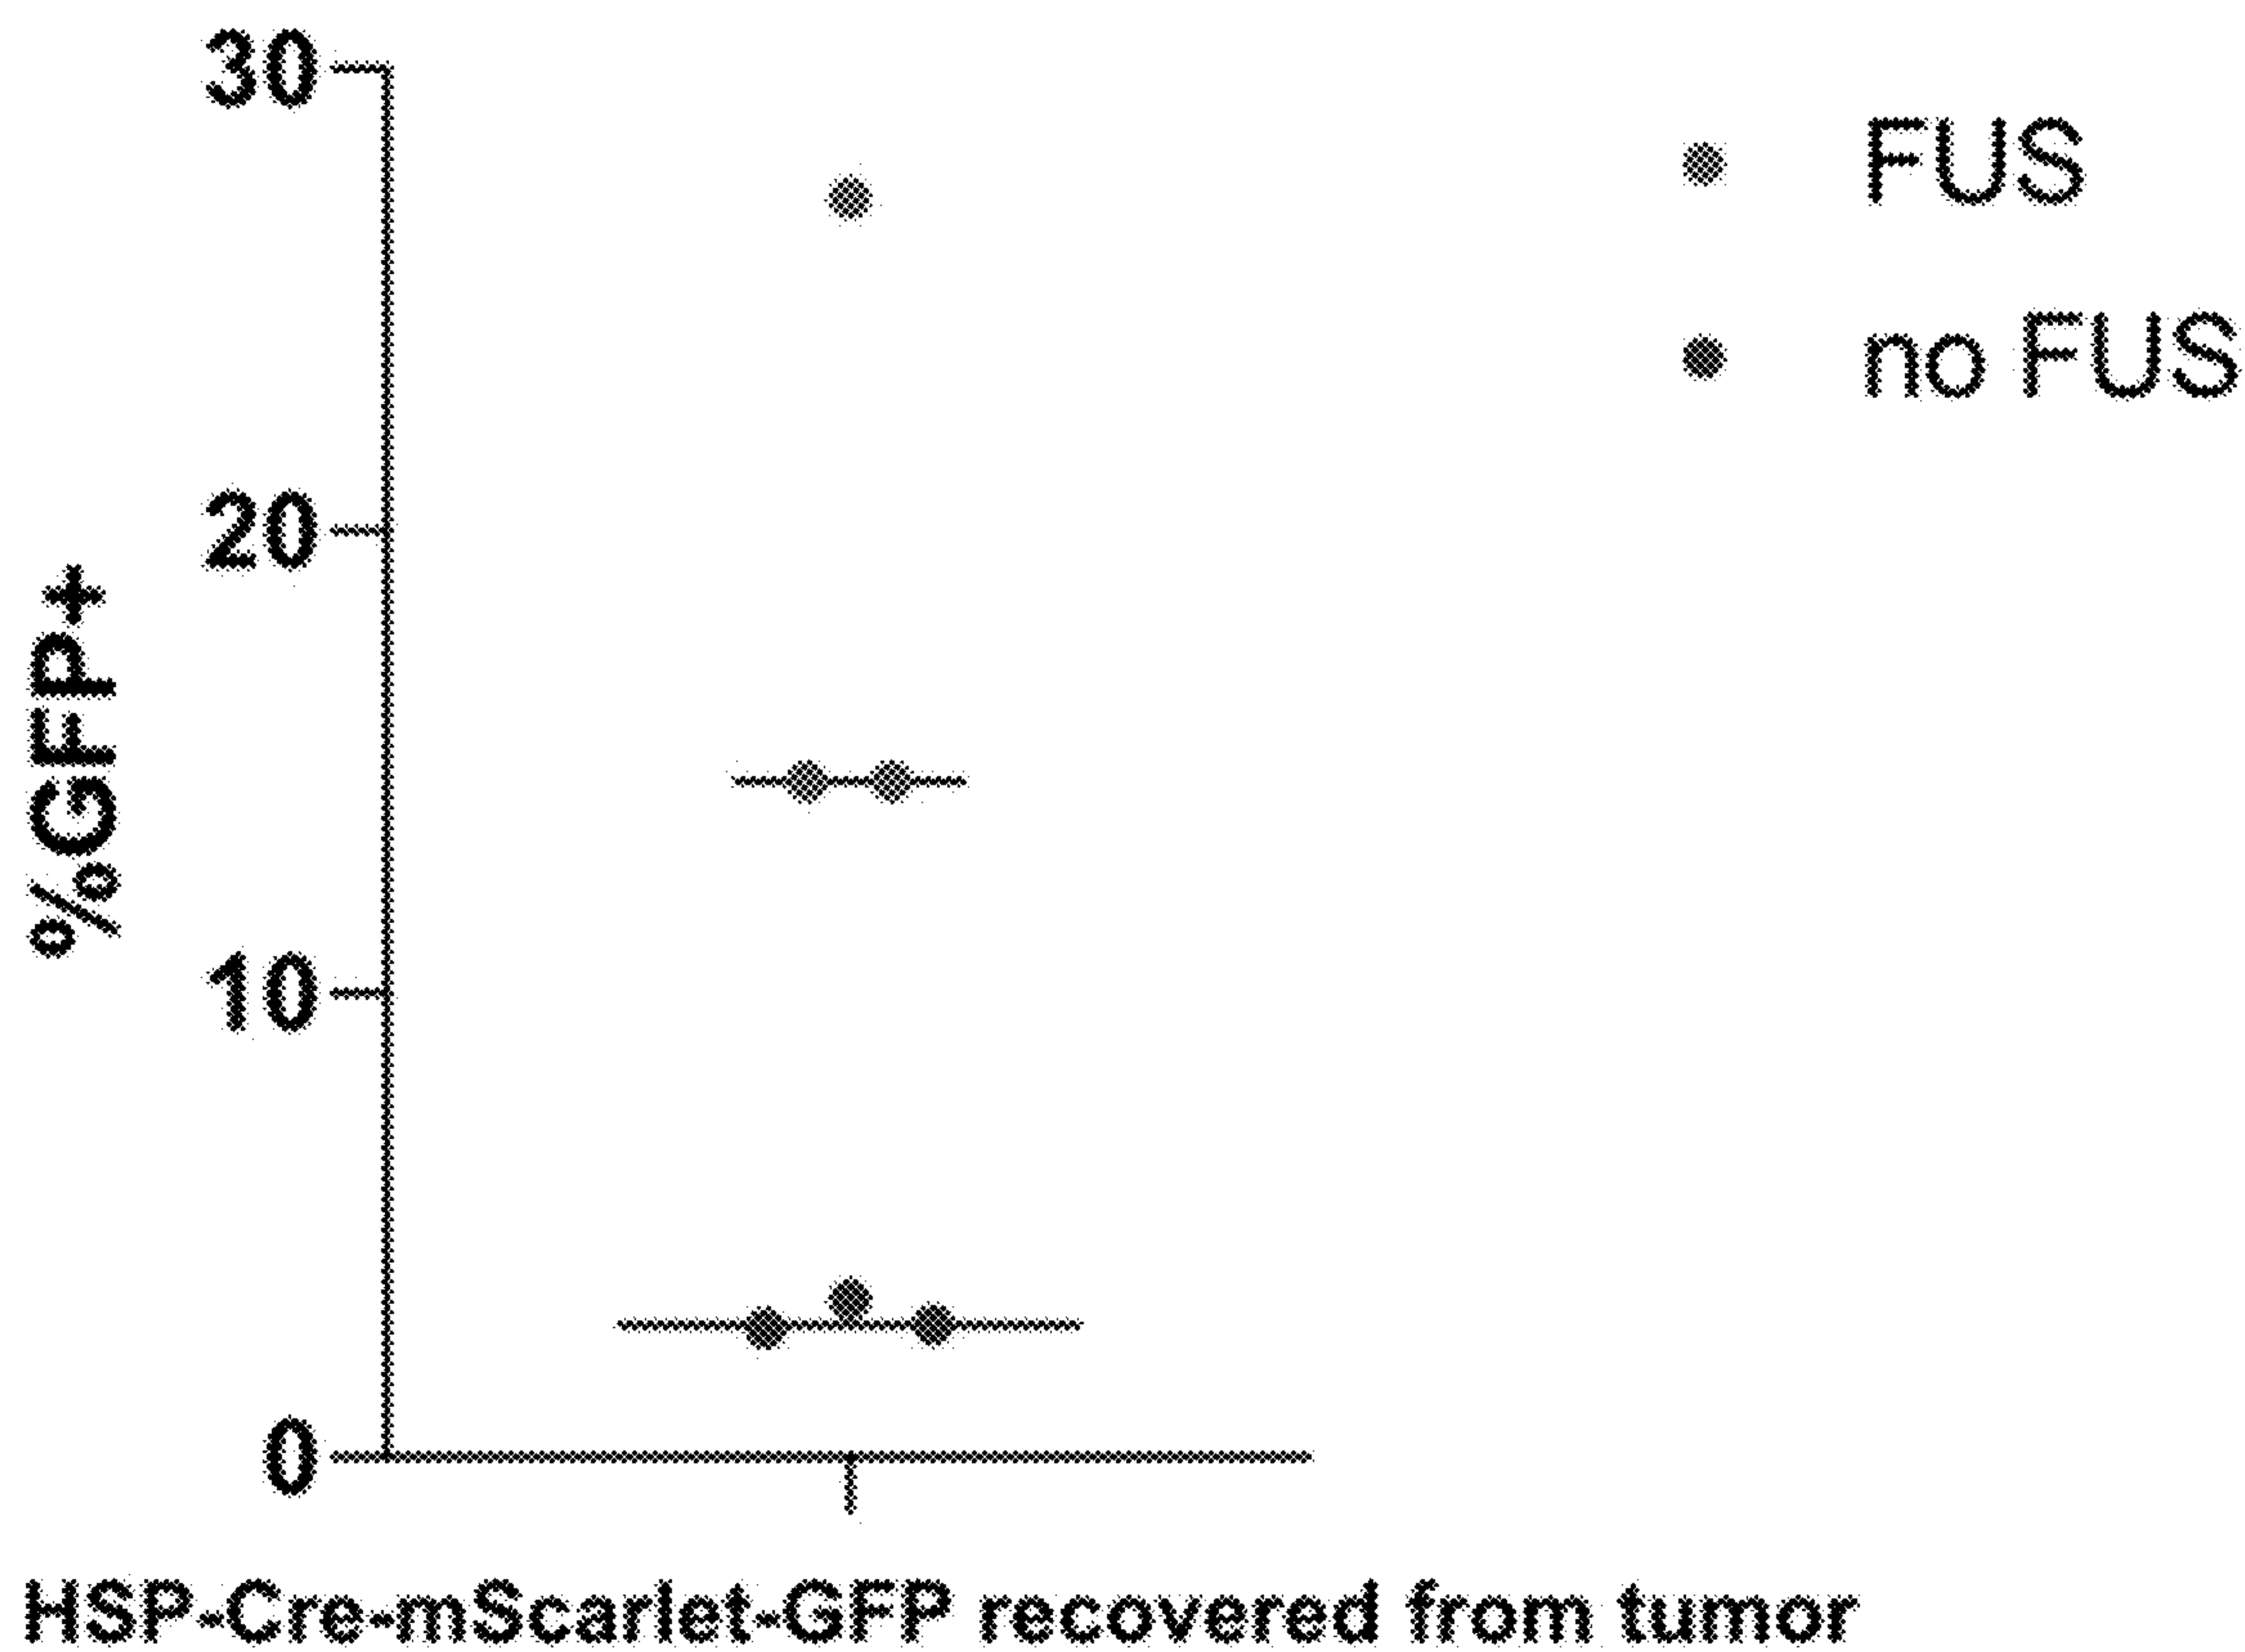 30
20
10
0
%GFP+
FUS
no FUS
HSP-Cre-mScarlet-GFP recovered from tumor